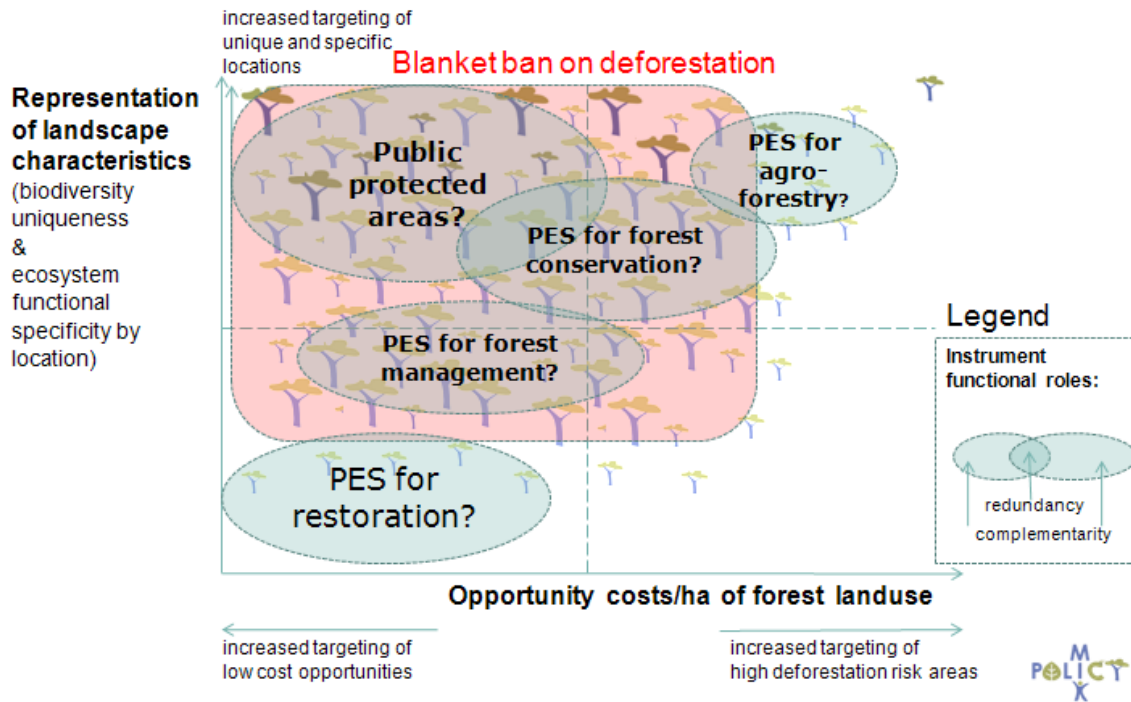 increased targeting of
unique and specific
locations
Blanket ban on deforestation
Representation
of landscape
characteristics
(biodiversity
uniqueness
&
ecosystem
functional
specificity by
location)
Public
protected
areas?
PES for
agro-
forestry?
PES for forest
conservation?
PES for forest
management?
PES for
restoration?
Legend
Instrument
functional roles:
redundancy
complementarity
Opportunity costs/ha of forest landuse
increased targeting of
low cost opportunities
increased targeting of
high deforestation risk areas
POLICY
MIX